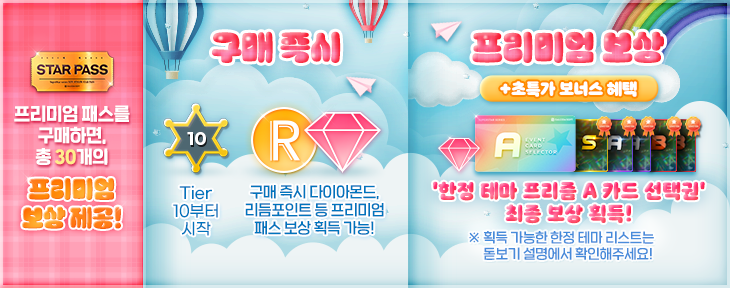 STAR PASS
프리미엄 패스를
구매하면,
총 30개의
프리미엄
보상 제공!
구매 즉시
10
Tier
10부터
시작
R
구매 즉시 다이아몬드,
리듬포인트 등 프리미엄
패스 보상 획득 가능!
프리미엄 보상
+초특가 보너스 혜택
A EVENT
CARD
SELECTOR
S A
'한정 테마 프리즘 A 카드 선택권'
최종 보상 획득!
※ 획득 가능한 한정 테마 리스트는
돋보기 설명에서 확인해주세요!